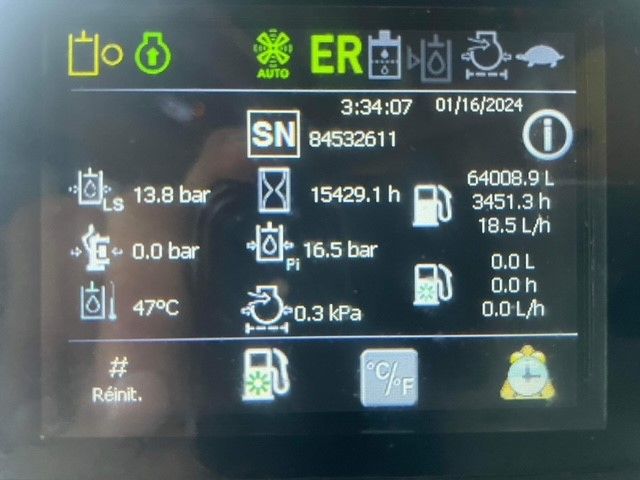 ER
AUTO
3:34:07 01/16/2024
SN 84532611
i
LS 13.8 bar
15429.1 h
64008.9 L
3451.3 h
18.5 L/h
0.0 bar
Pi 16.5 bar
0.0 L
0.0 h
0.0 L/h
47°C
0.3 kPa
#
Réinit.
°C/°F